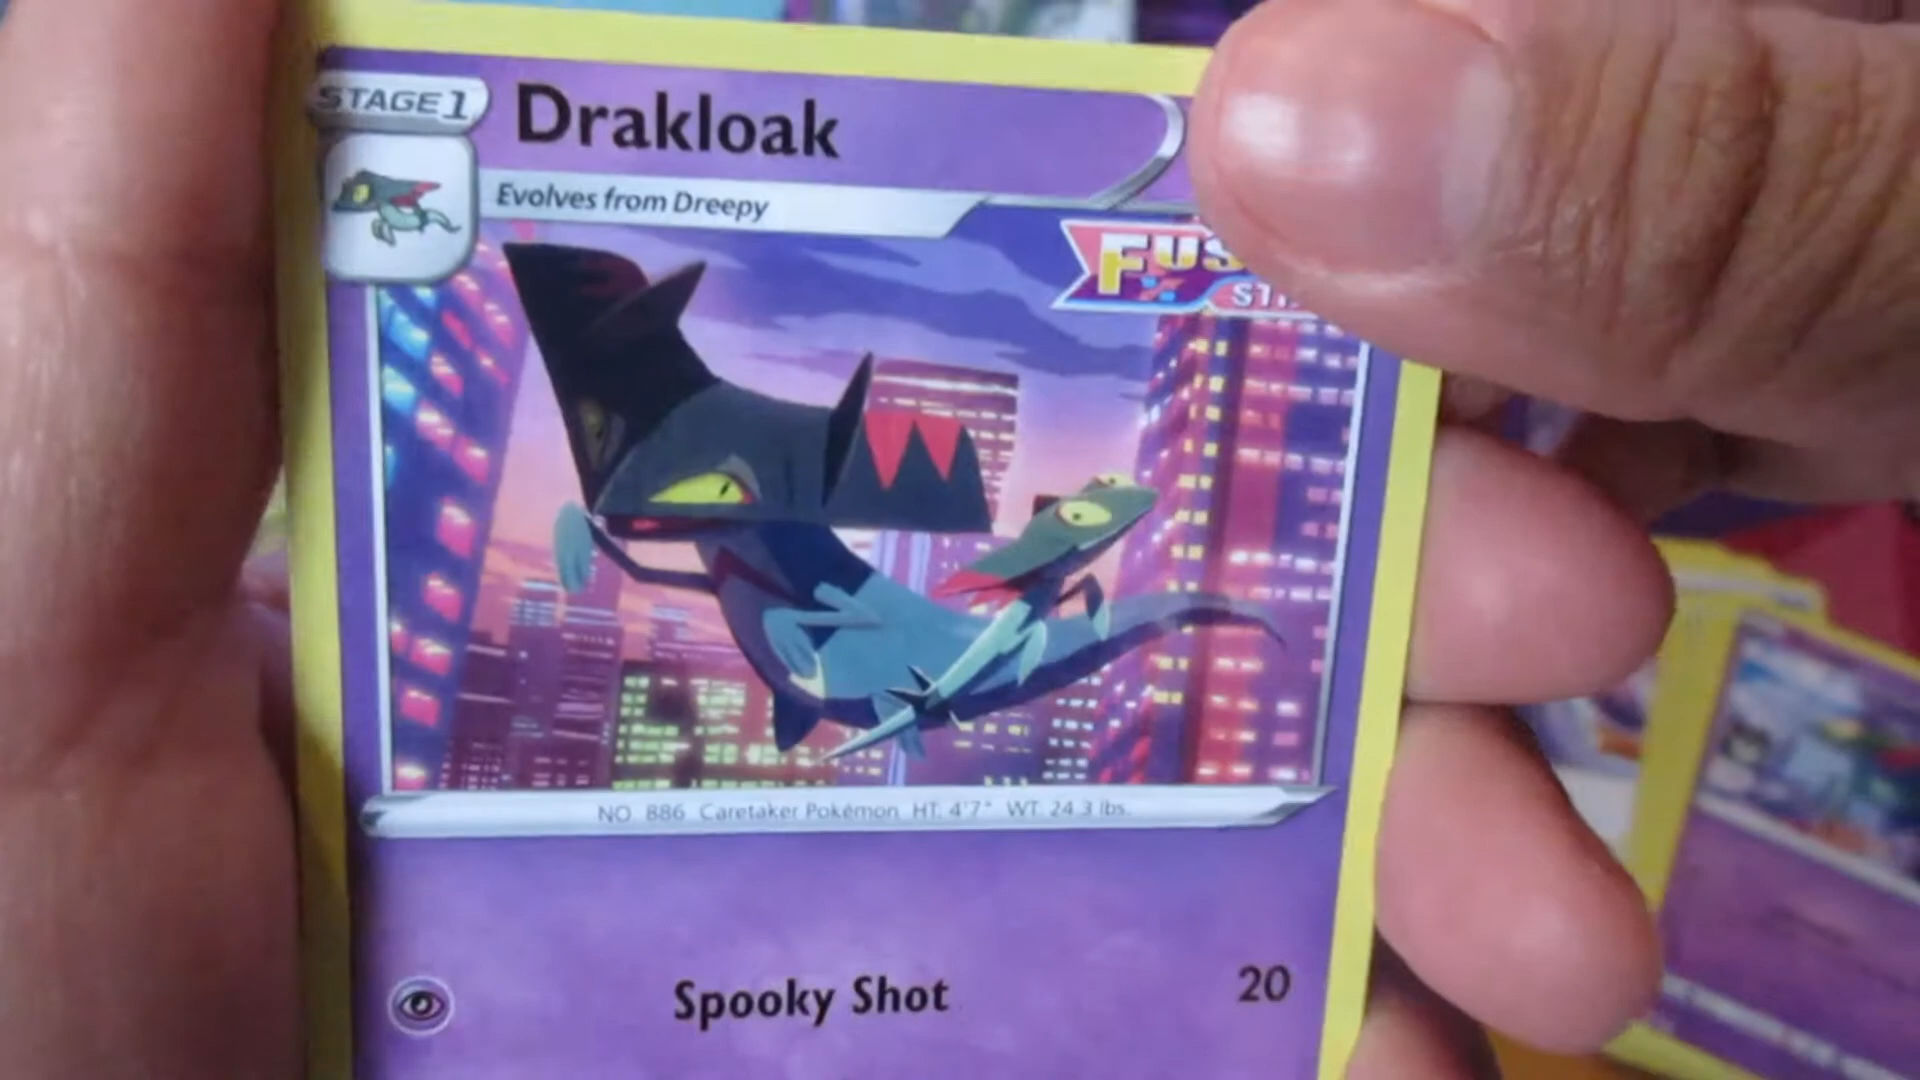 STAGE 1
Drakloak
Evolves from Dreepy
FUS
NO. 886 Caretaker Pokémon HT: 4'7" WT: 24.3 lbs.
Spooky Shot 20